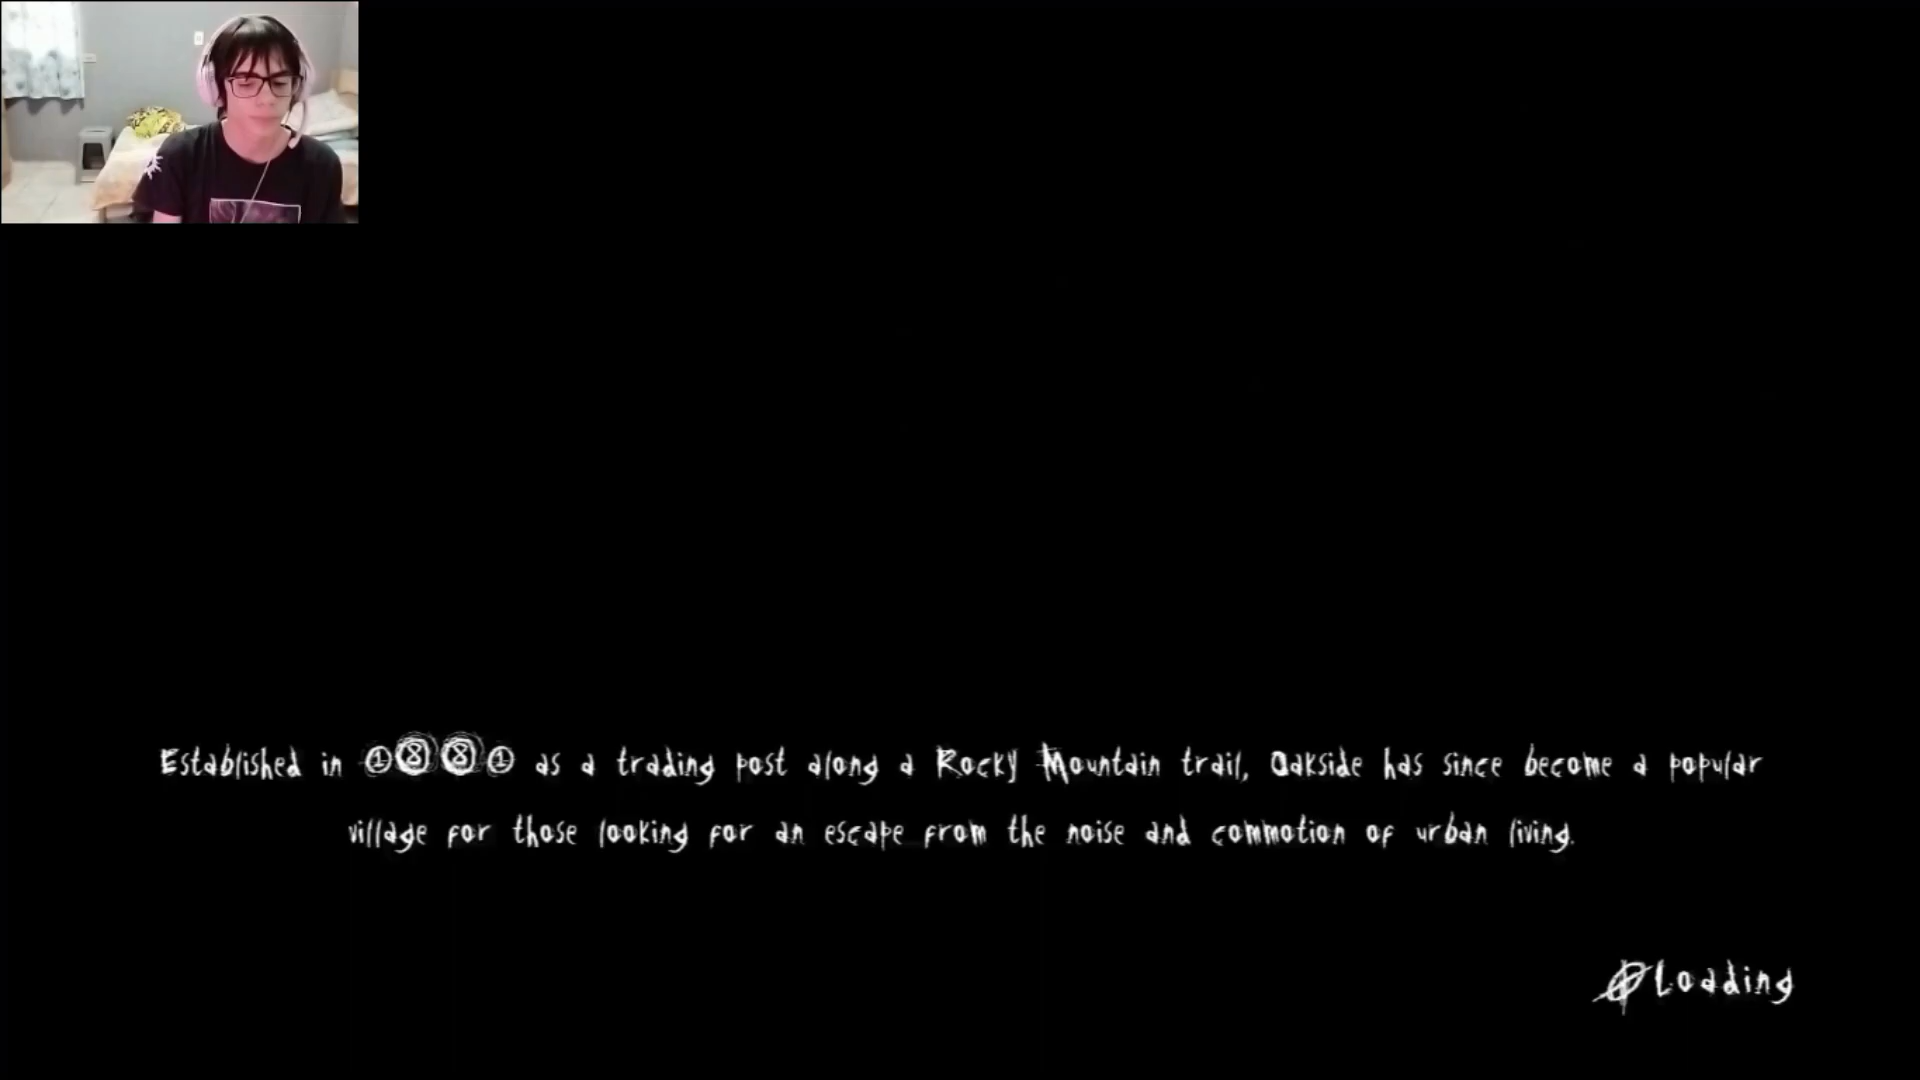 Established in ①⑧⑧① as a trading post along a Rocky Mountain trail, Oakside has since become a popular
village for those looking for an escape from the noise and commotion of urban living.
Loading